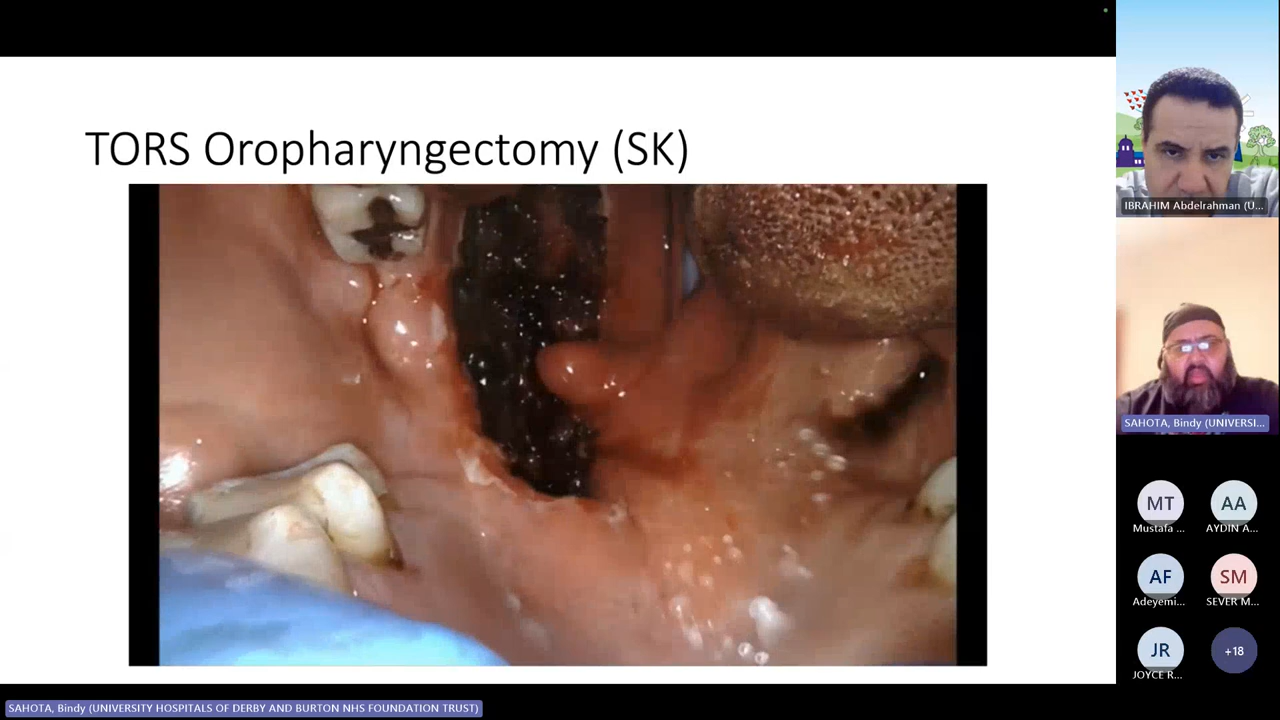 TORS Oropharyngectomy (SK)
IBRAHIM Abdelrahman (U...
SAHOTA, Bindy (UNIVERSI...
MT
AA
Mustafa ...
AYDIN A...
AF
SM
Adeyemi...
SEVER M...
JR
+18
JOYCE R...
SAHOTA, Bindy (UNIVERSITY HOSPITALS OF DERBY AND BURTON NHS FOUNDATION TRUST)